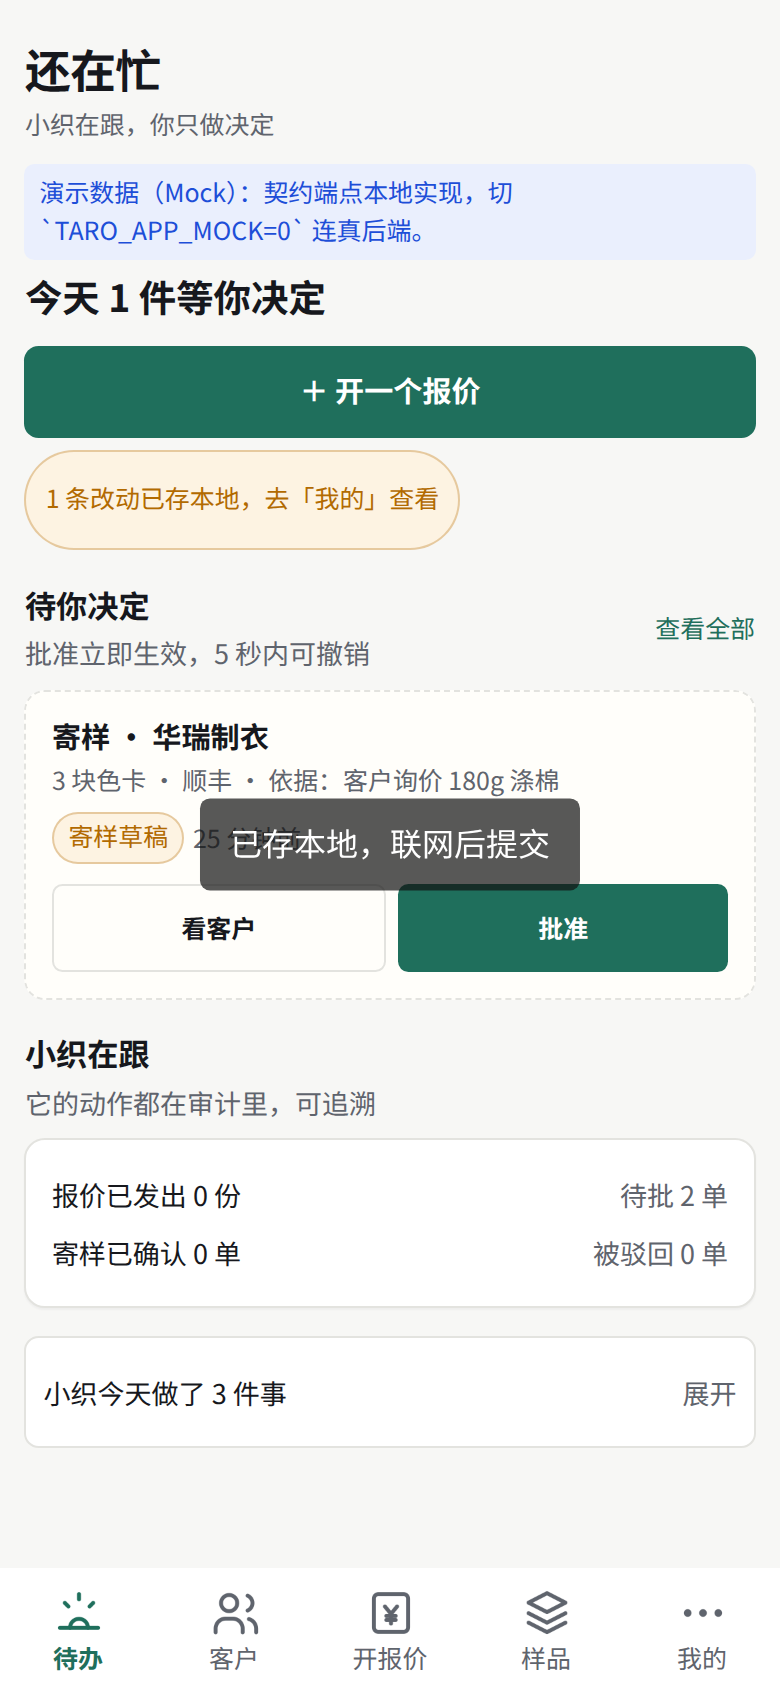 还在忙
小织在跟，你只做决定
演示数据（Mock）：契约端点本地实现，切
`TARO_APP_MOCK=0` 连真后端。
今天 1 件等你决定
＋ 开一个报价
1 条改动已存本地，去「我的」查看
待你决定
批准立即生效，5 秒内可撤销
查看全部
寄样 · 华瑞制衣
3 块色卡 · 顺丰 · 依据：客户询价 180g 涤棉
寄样草稿
25 分钟前
已存本地，联网后提交
看客户
批准
小织在跟
它的动作都在审计里，可追溯
报价已发出 0 份
待批 2 单
寄样已确认 0 单
被驳回 0 单
小织今天做了 3 件事
展开
待办
客户
开报价
样品
我的